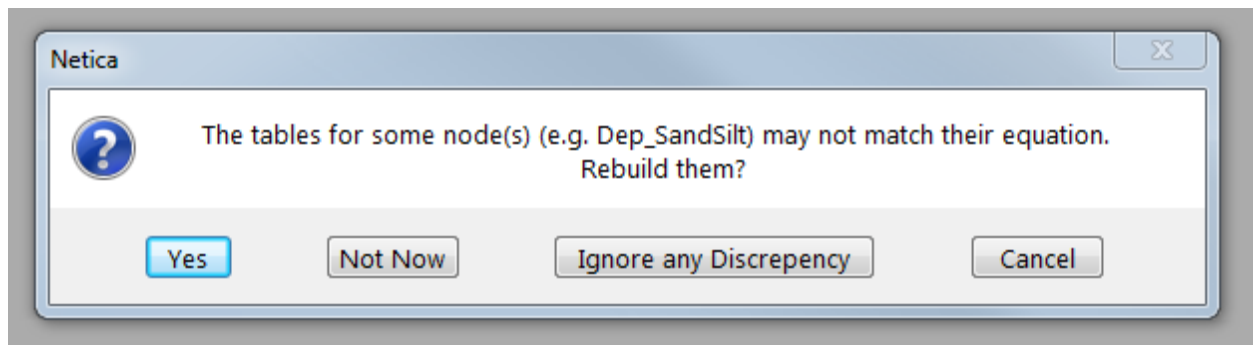 Netica
The tables for some node(s) (e.g. Dep_SandSilt) may not match their equation.
Rebuild them?
Yes Not Now Ignore any Discrepency Cancel